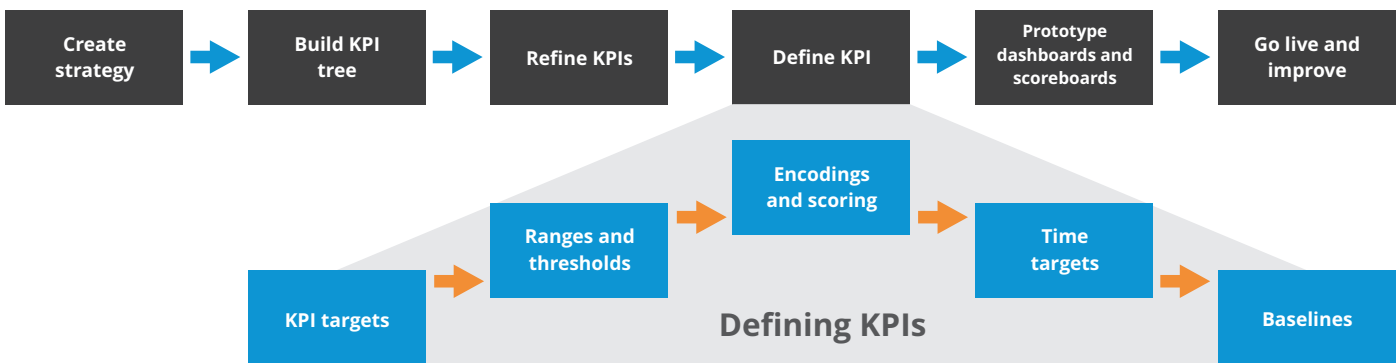 Create
strategy
Build KPI
tree
Refine KPIs
Define KPI
Prototype
dashboards and
scoreboards
Go live and
improve
Encodings
and scoring
Ranges and
thresholds
Time
targets
KPI targets
Defining KPIs
Baselines